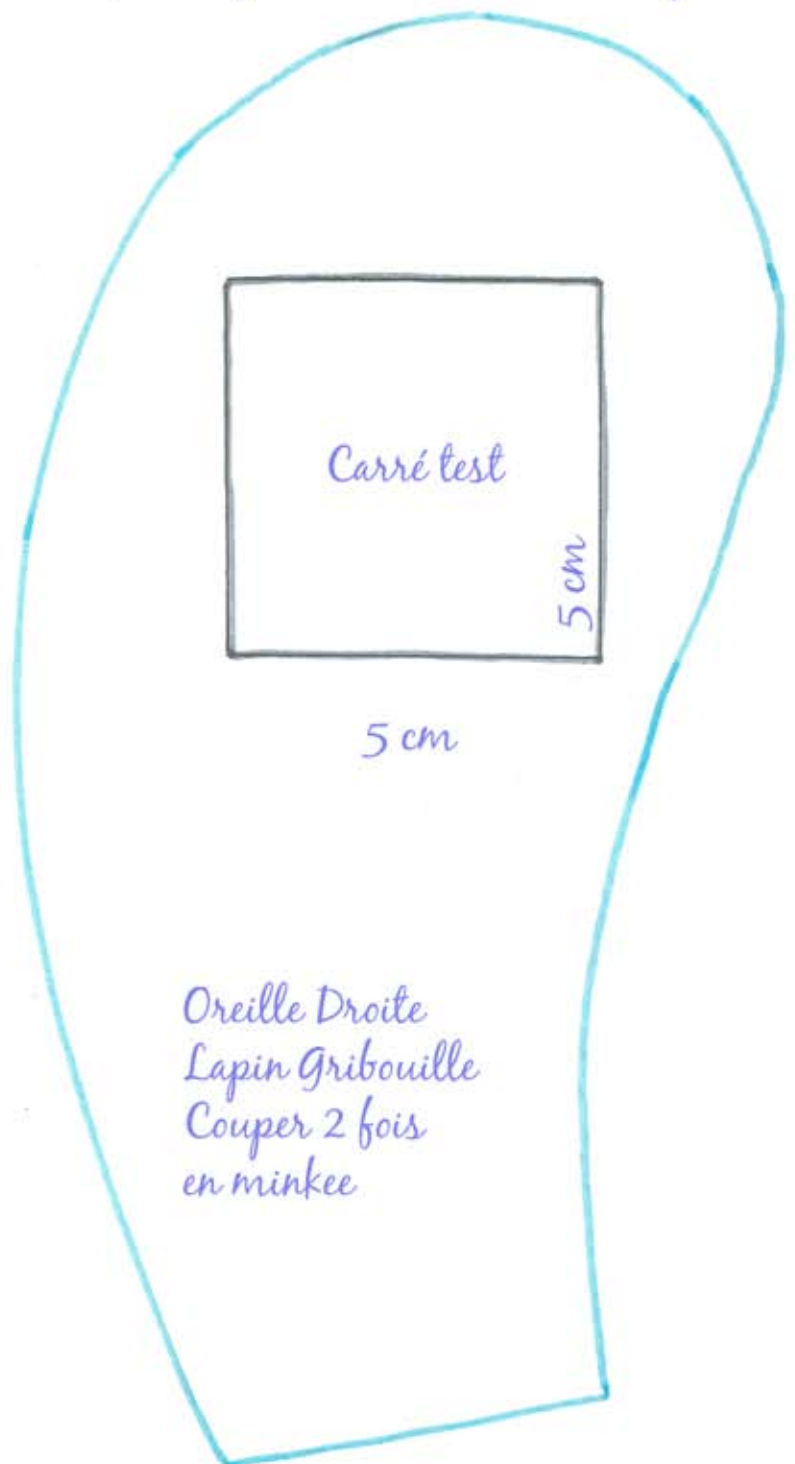 Carré test
5 cm
5 cm
Oreille Droite
Lapin Gribouille
Couper 2 fois
en minkee